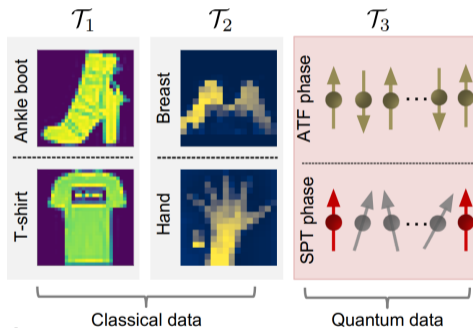 𝒯1 𝒯2 𝒯3
Ankle boot
Breast
ATF phase
T-shirt
Hand
SPT phase
Classical data
Quantum data